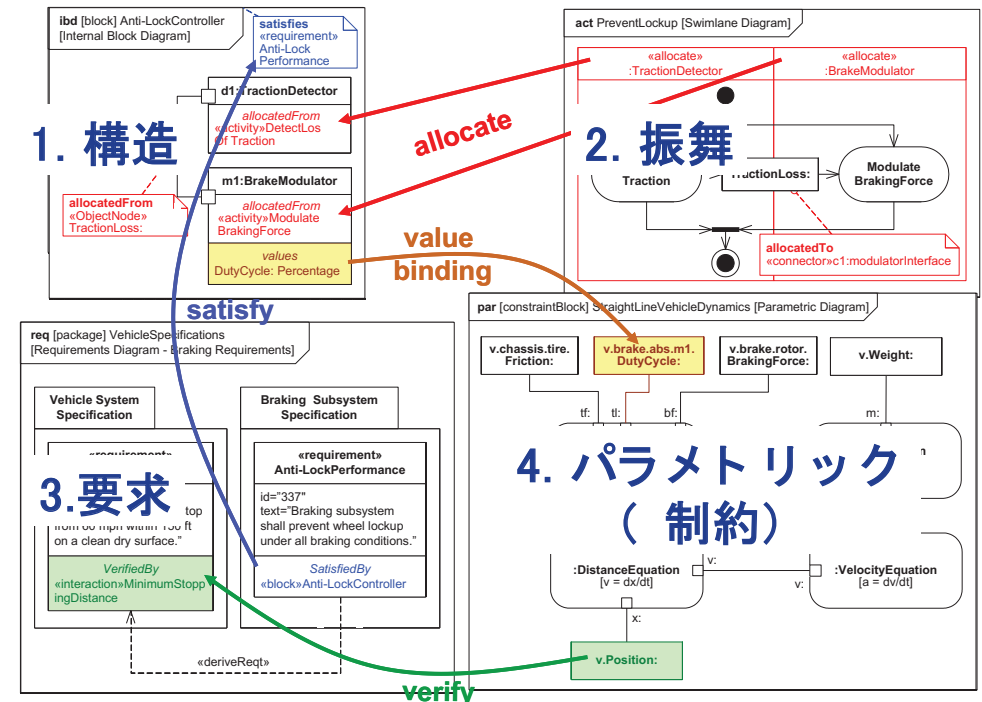 ibd [block] Anti-LockController
[Internal Block Diagram]
satisfies
«requirement»
Anti-Lock
Performance
d1:TractionDetector
allocatedFrom
«activity»DetectLos
Of Traction
1. 構造
m1:BrakeModulator
allocatedFrom
«activity»Modulate
BrakingForce
values
DutyCycle: Percentage
allocatedFrom
«ObjectNode»
TractionLoss:
allocate
value
binding
satisfy
act PreventLockup [Swimlane Diagram]
«allocate»
:TractionDetector
«allocate»
:BrakeModulator
2. 振舞
Traction
TractionLoss:
Modulate
BrakingForce
allocatedTo
«connector»c1:modulatorInterface
req [package] VehicleSpecifications
[Requirements Diagram - Braking Requirements]
Vehicle System
Specification
Braking Subsystem
Specification
«requirement»
3.要求
top
from 60 mph within 150 ft
on a clean dry surface.”
VerifiedBy
«interaction»MinimumStopp
ingDistance
«requirement»
Anti-LockPerformance
id="337"
text="Braking subsystem
shall prevent wheel lockup
under all braking conditions."
SatisfiedBy
«block»Anti-LockController
«deriveReqt»
verify
par [constraintBlock] StraightLineVehicleDynamics [Parametric Diagram]
v.chassis.tire.
Friction:
v.brake.abs.m1.
DutyCycle:
v.brake.rotor.
BrakingForce:
v.Weight:
tf:
tl:
bf:
m:
4. パラメトリック
( 制約)
:DistanceEquation
[v = dx/dt]
v:
v:
:VelocityEquation
[a = dv/dt]
x:
v.Position: